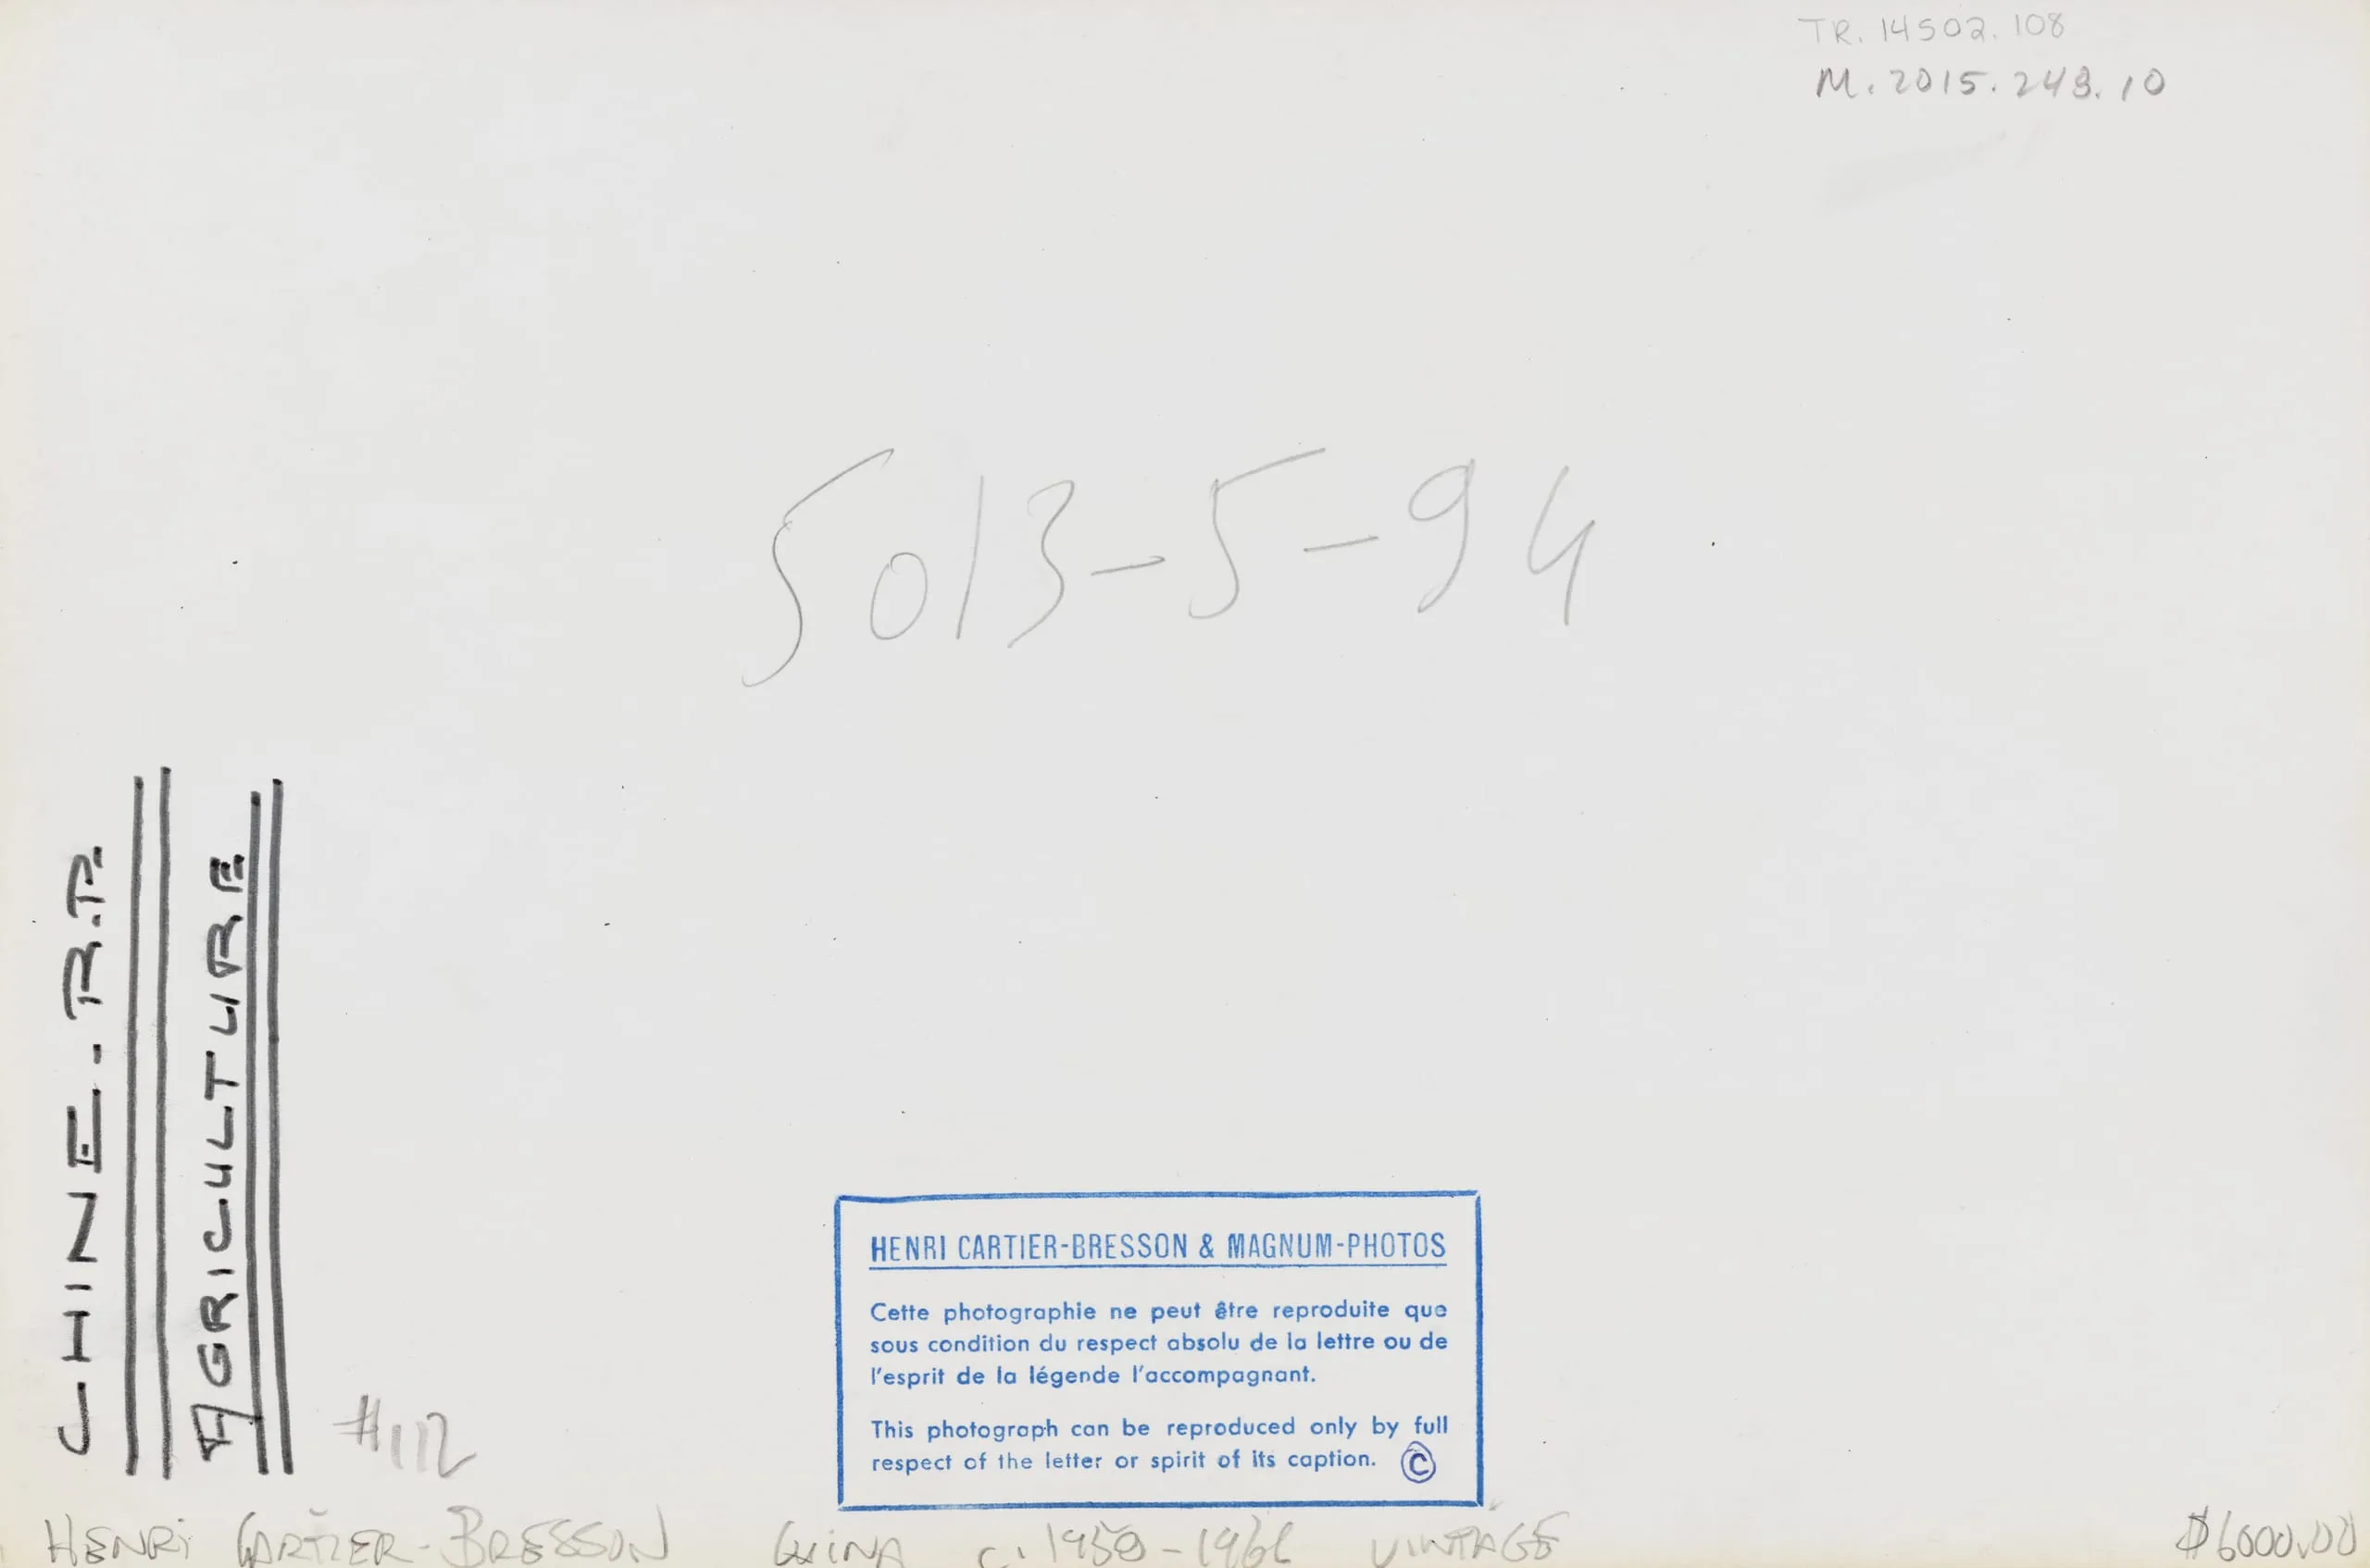 TR. 14502.108
M. 2015. 243. 10
5013-5-94
CHINE. R.P.
AGRICULTURE
#112
HENRI CARTIER-BRESSON & MAGNUM-PHOTOS
Cette photographie ne peut être reproduite que
sous condition du respect absolu de la lettre ou de
l'esprit de la légende l'accompagnant.
This photograph can be reproduced only by full
respect of the letter or spirit of its caption. ©
HENRI CARTIER-BRESSON CHINA c. VINTAGE $6000.00